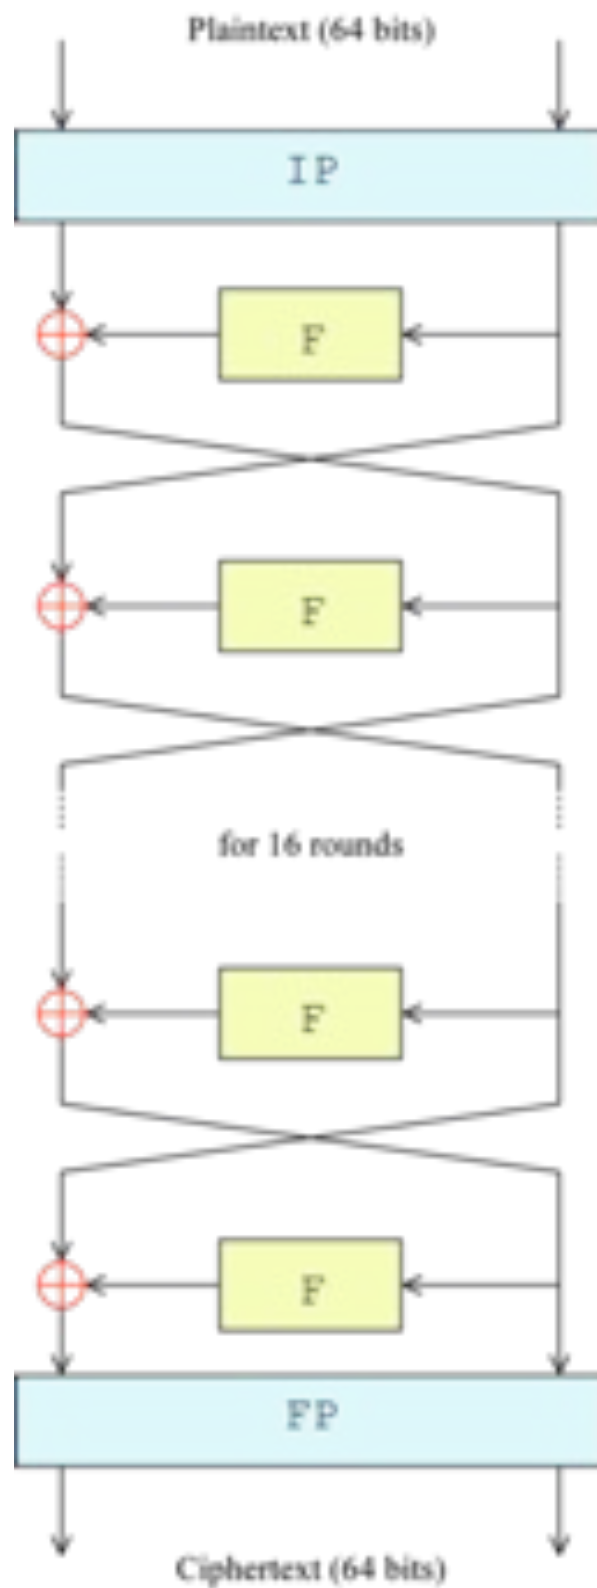 Plaintext (64 bits)
IP
F
F
for 16 rounds
F
F
FP
Ciphertext (64 bits)